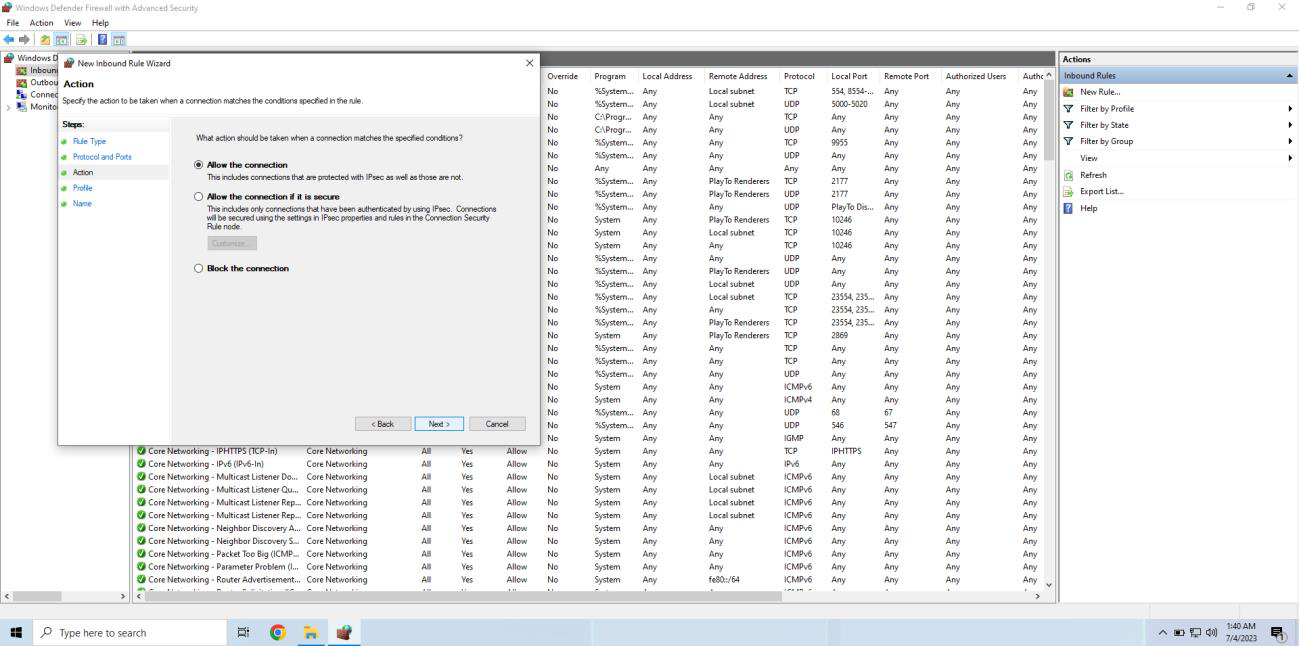 Windows Defender Firewall with Advanced Security
File Action View Help
Windows D
Inboun
Outbou
Connec
Monito
New Inbound Rule Wizard
Action
Specify the action to be taken when a connection matches the conditions specified in the rule.
Steps:
Rule Type
Protocol and Ports
Action
Profile
Name
What action should be taken when a connection matches the specified conditions?
Allow the connection
This includes connections that are protected with IPsec as well as those are not.
Allow the connection if it is secure
This includes only connections that have been authenticated by using IPsec. Connections
will be secured using the settings in IPsec properties and rules in the Connection Security
Rule node.
Customize...
Block the connection
< Back Next > Cancel
Override Program Local Address Remote Address Protocol Local Port Remote Port Authorized Users Autho
No %System... Any Local subnet TCP 554, 8554-... Any Any Any
No %System... Any Local subnet UDP 5000-5020 Any Any Any
No C:\Progr... Any Any TCP Any Any Any Any
No C:\Progr... Any Any UDP Any Any Any Any
No %System... Any Any TCP 9955 Any Any Any
No %System... Any Any UDP Any Any Any Any
No Any Any Any Any Any Any Any Any
No %System... Any PlayTo Renderers TCP 2177 Any Any Any
No %System... Any PlayTo Renderers UDP 2177 Any Any Any
No %System... Any Any UDP PlayTo Dis... Any Any Any
No System Any PlayTo Renderers TCP 10246 Any Any Any
No System Any Local subnet TCP 10246 Any Any Any
No System Any Any TCP 10246 Any Any Any
No %System... Any Any UDP Any Any Any Any
No %System... Any PlayTo Renderers UDP Any Any Any Any
No %System... Any Local subnet UDP Any Any Any Any
No %System... Any Local subnet TCP 23554, 235... Any Any Any
No %System... Any Any TCP 23554, 235... Any Any Any
No %System... Any PlayTo Renderers TCP 23554, 235... Any Any Any
No System Any PlayTo Renderers TCP 2869 Any Any Any
No %System... Any Any TCP Any Any Any Any
No %System... Any Any TCP Any Any Any Any
No %System... Any Any UDP Any Any Any Any
No System Any Any ICMPv6 Any Any Any Any
No System Any Any ICMPv4 Any Any Any Any
No %System... Any Any UDP 68 67 Any Any
No %System... Any Any UDP 546 547 Any Any
No System Any Any IGMP Any Any Any Any
Core Networking - IPHTTPS (TCP-In) Core Networking All Yes Allow No System Any Any TCP IPHTTPS Any Any Any
Core Networking - IPv6 (IPv6-In) Core Networking All Yes Allow No System Any Any IPv6 Any Any Any Any
Core Networking - Multicast Listener Do... Core Networking All Yes Allow No System Any Local subnet ICMPv6 Any Any Any Any
Core Networking - Multicast Listener Qu... Core Networking All Yes Allow No System Any Local subnet ICMPv6 Any Any Any Any
Core Networking - Multicast Listener Rep... Core Networking All Yes Allow No System Any Local subnet ICMPv6 Any Any Any Any
Core Networking - Multicast Listener Rep... Core Networking All Yes Allow No System Any Local subnet ICMPv6 Any Any Any Any
Core Networking - Neighbor Discovery A... Core Networking All Yes Allow No System Any Any ICMPv6 Any Any Any Any
Core Networking - Neighbor Discovery S... Core Networking All Yes Allow No System Any Any ICMPv6 Any Any Any Any
Core Networking - Packet Too Big (ICMP... Core Networking All Yes Allow No System Any Any ICMPv6 Any Any Any Any
Core Networking - Parameter Problem (I... Core Networking All Yes Allow No System Any Any ICMPv6 Any Any Any Any
Core Networking - Router Advertisement... Core Networking All Yes Allow No System Any fe80::/64 ICMPv6 Any Any Any Any
Actions
Inbound Rules
New Rule...
Filter by Profile
Filter by State
Filter by Group
View
Refresh
Export List...
Help
Type here to search
1:40 AM
7/4/2023
1